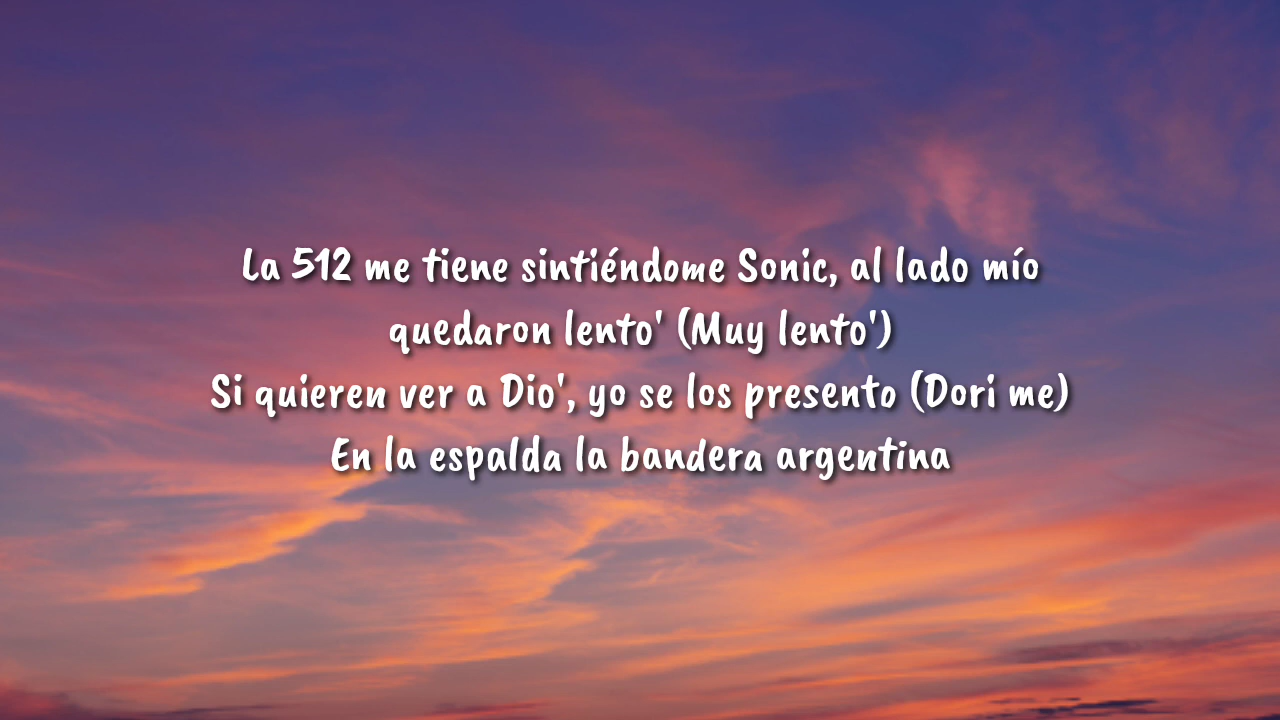 La 512 me tiene sintiéndome Sonic, al lado mío
quedaron lento' (Muy lento')
Si quieren ver a Dio', yo se los presento (Dori me)
En la espalda la bandera argentina